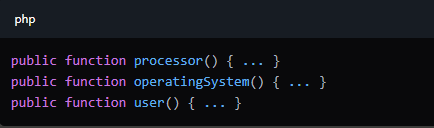 php
public function processor() { ... }
public function operatingSystem() { ... }
public function user() { ... }